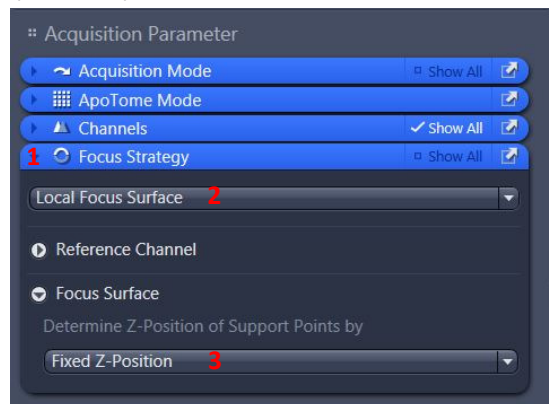 Acquisition Parameter
Acquisition Mode Show All
ApoTome Mode
Channels Show All
1 Focus Strategy Show All
Local Focus Surface 2
Reference Channel
Focus Surface
Determine Z-Position of Support Points by
Fixed Z-Position 3